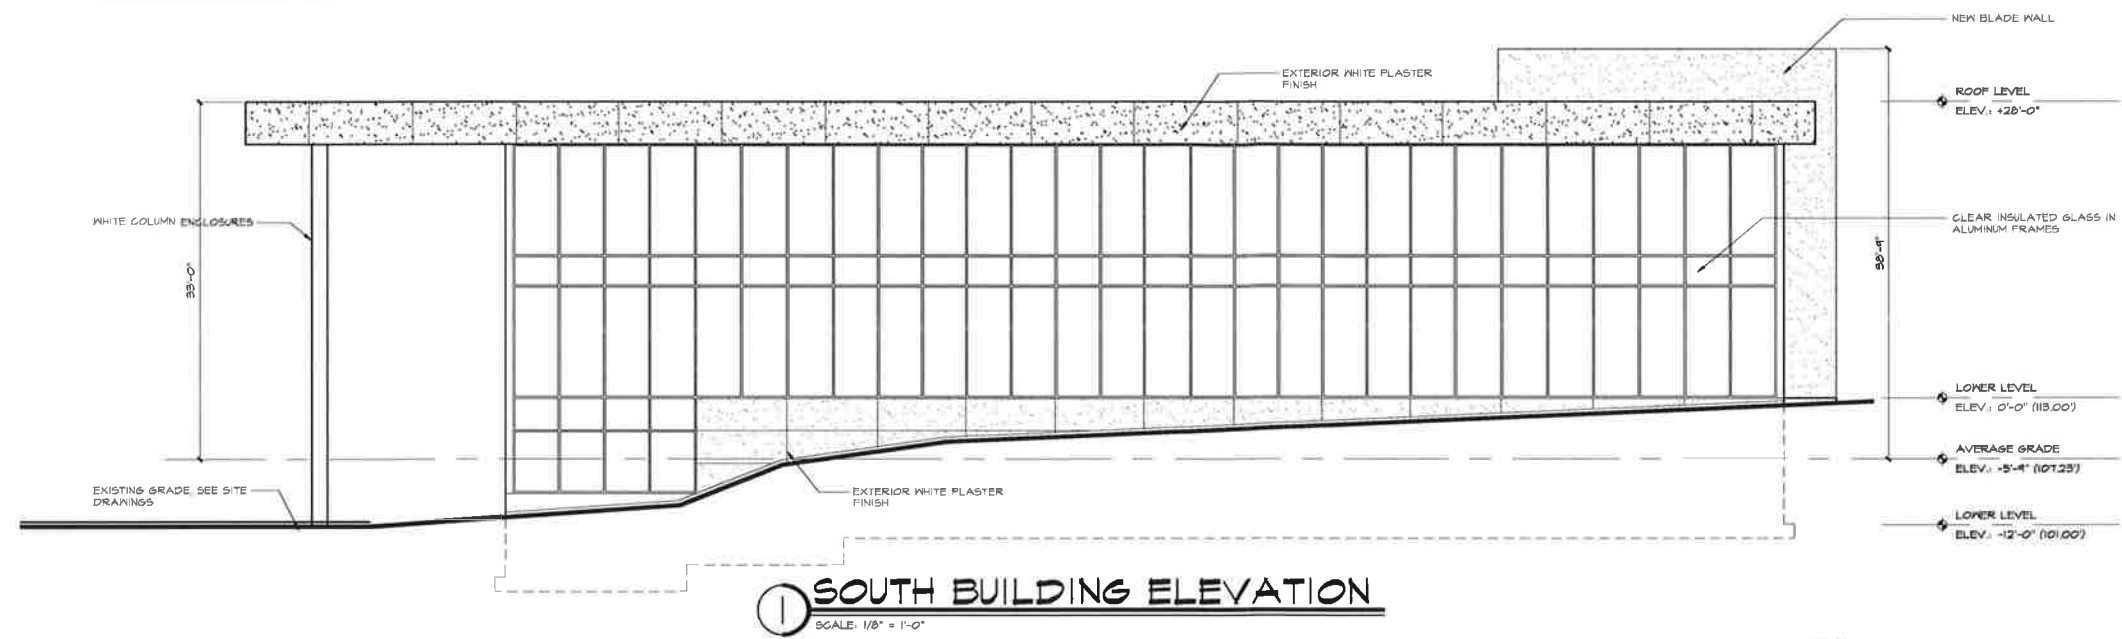 NEW BLADE WALL
EXTERIOR WHITE PLASTER
FINISH
ROOF LEVEL
ELEV.: +28'-0"
WHITE COLUMN ENCLOSURES
CLEAR INSULATED GLASS IN
ALUMINUM FRAMES
33'-0"
38'-9"
LOWER LEVEL
ELEV.: 0'-0" (113.00')
AVERAGE GRADE
ELEV.: -5'-9" (107.25')
EXISTING GRADE, SEE SITE
DRAWINGS
EXTERIOR WHITE PLASTER
FINISH
LOWER LEVEL
ELEV.: -12'-0" (101.00')
1
SOUTH BUILDING ELEVATION
SCALE: 1/8" = 1'-0"